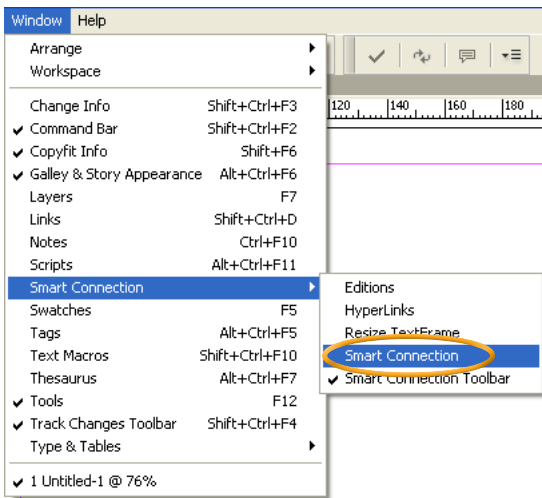 Window Help
Arrange
Workspace
120 140 160 180
Change Info Shift+Ctrl+F3
Command Bar Shift+Ctrl+F2
Copyfit Info Shift+F6
Galley & Story Appearance Alt+Ctrl+F6
Layers F7
Links Shift+Ctrl+D
Notes Ctrl+F10
Scripts Alt+Ctrl+F11
Smart Connection
Swatches F5
Tags Alt+Ctrl+F5
Text Macros Shift+Ctrl+F10
Thesaurus Alt+Ctrl+F7
Tools F12
Track Changes Toolbar Shift+Ctrl+F4
Type & Tables
1 Untitled-1 @ 76%
Editions
HyperLinks
Resize TextFrame
Smart Connection
Smart Connection Toolbar